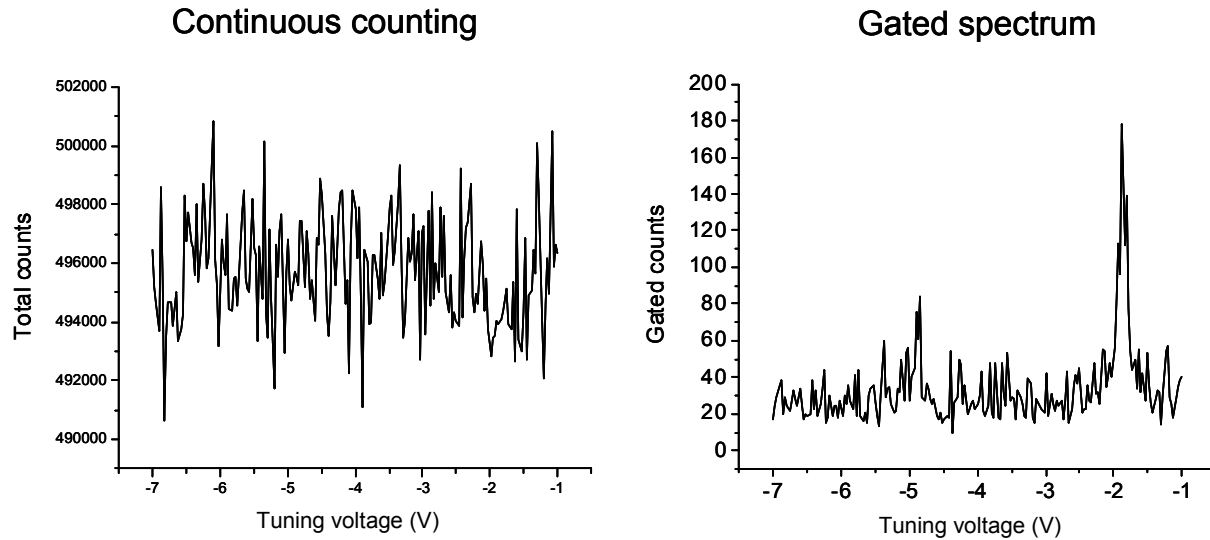 Continuous counting
502000
500000
498000
496000
494000
492000
490000
Total counts
-7 -6 -5 -4 -3 -2 -1
Tuning voltage (V)
Gated spectrum
200
180
160
140
120
100
80
60
40
20
0
Gated counts
-7 -6 -5 -4 -3 -2 -1
Tuning voltage (V)